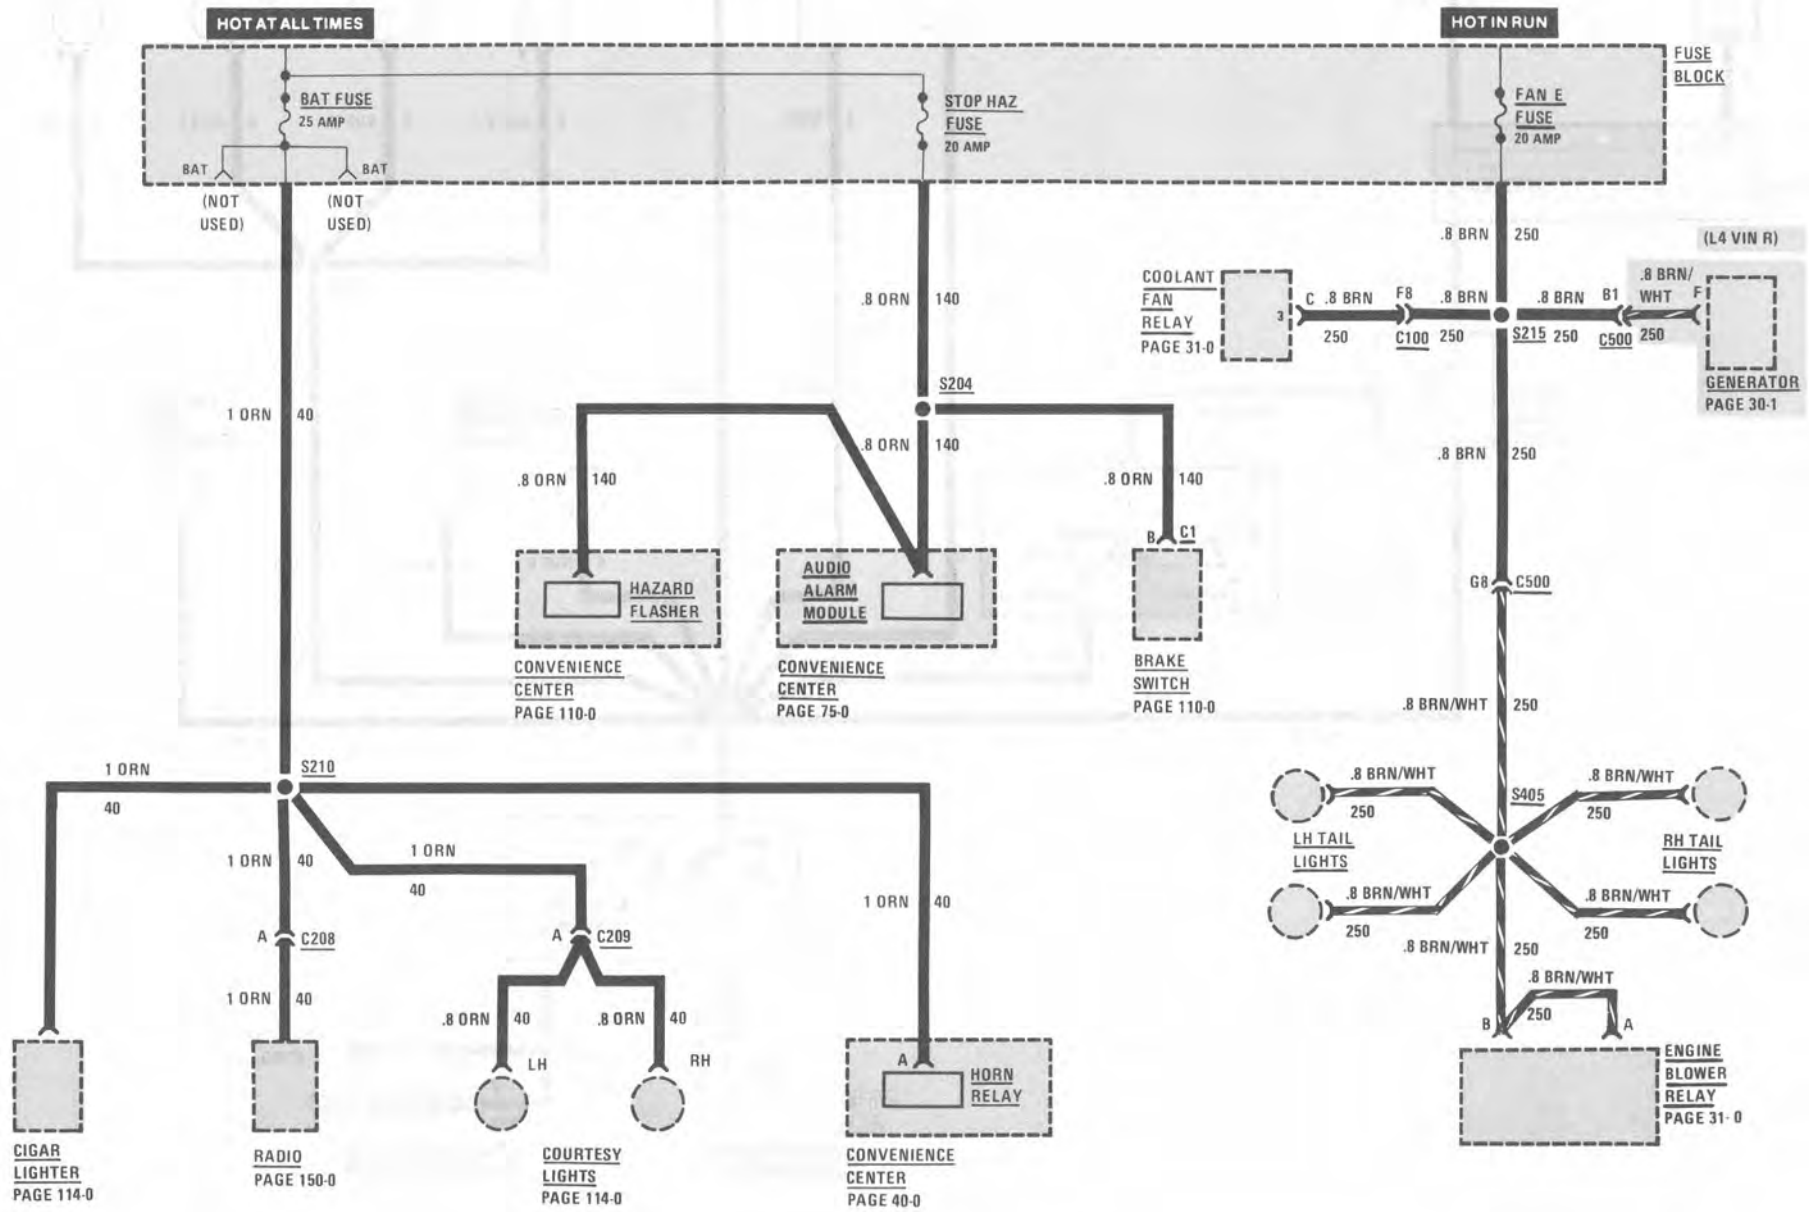 HOT AT ALL TIMES
HOT IN RUN
FUSE
BLOCK
BAT FUSE
25 AMP
BAT
BAT
(NOT
USED)
(NOT
USED)
STOP HAZ
FUSE
20 AMP
FAN E
FUSE
20 AMP
.8 BRN 250
(L4 VIN R)
COOLANT
FAN
RELAY
PAGE 31-0
3
C .8 BRN
250
F8
C100
.8 BRN
250
S215
.8 BRN
250
B1
C500
.8 BRN/
WHT
250
F
GENERATOR
PAGE 30-1
.8 ORN 140
1 ORN 40
S204
.8 ORN 140
.8 ORN 140
.8 ORN 140
.8 BRN 250
B C1
AUDIO
ALARM
MODULE
HAZARD
FLASHER
G8 C500
CONVENIENCE
CENTER
PAGE 110-0
CONVENIENCE
CENTER
PAGE 75-0
BRAKE
SWITCH
PAGE 110-0
.8 BRN/WHT 250
1 ORN
40
S210
.8 BRN/WHT
250
S405
.8 BRN/WHT
250
LH TAIL
LIGHTS
RH TAIL
LIGHTS
1 ORN 40
1 ORN
40
1 ORN 40
.8 BRN/WHT
250
.8 BRN/WHT
250
A C208
A C209
.8 BRN/WHT 250
.8 BRN/WHT
250
1 ORN 40
.8 ORN 40
.8 ORN 40
B
A
LH
RH
A
HORN
RELAY
ENGINE
BLOWER
RELAY
PAGE 31-0
CIGAR
LIGHTER
PAGE 114-0
RADIO
PAGE 150-0
COURTESY
LIGHTS
PAGE 114-0
CONVENIENCE
CENTER
PAGE 40-0